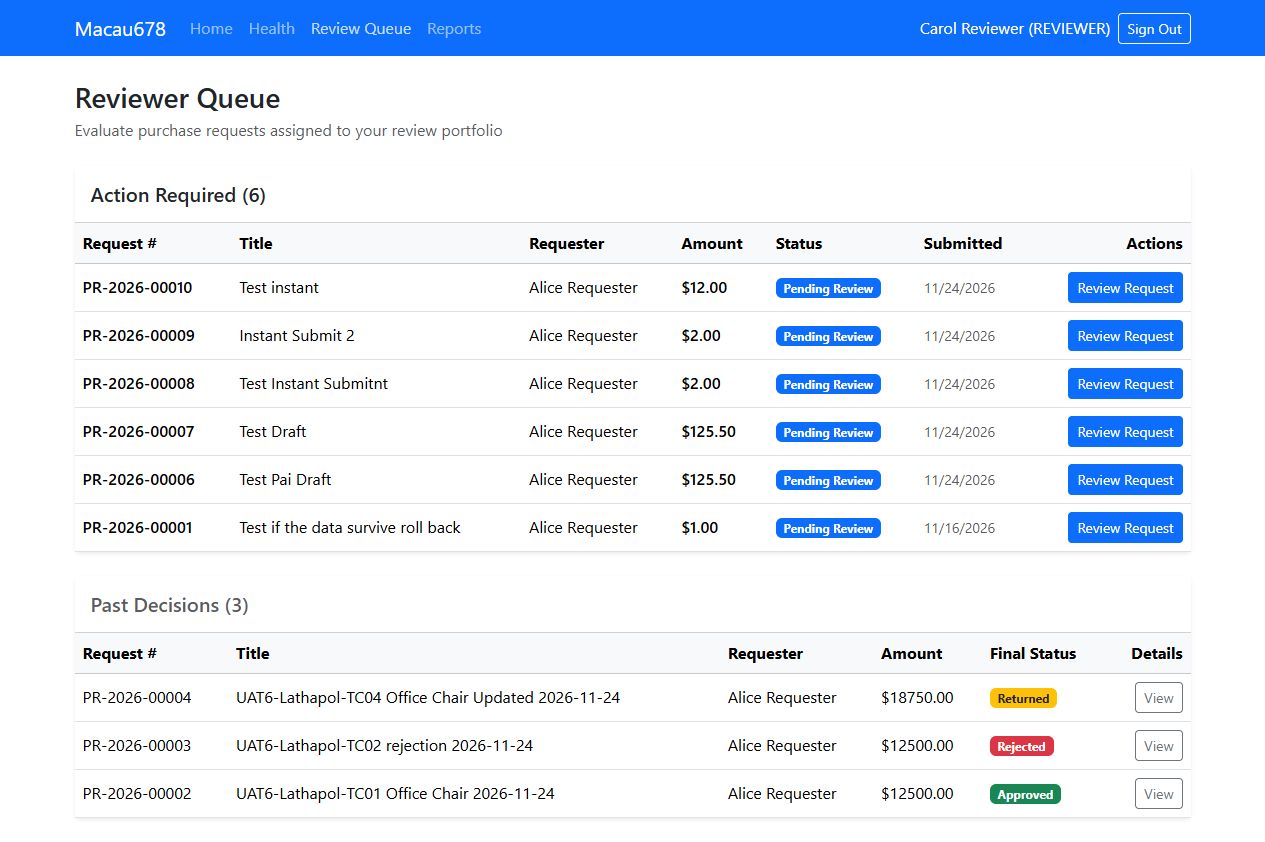 Macau678 Home Health Review Queue Reports Carol Reviewer (REVIEWER) Sign Out
Reviewer Queue
Evaluate purchase requests assigned to your review portfolio
Action Required (6)
Request # Title Requester Amount Status Submitted Actions
PR-2026-00010 Test instant Alice Requester $12.00 Pending Review 11/24/2026 Review Request
PR-2026-00009 Instant Submit 2 Alice Requester $2.00 Pending Review 11/24/2026 Review Request
PR-2026-00008 Test Instant Submitnt Alice Requester $2.00 Pending Review 11/24/2026 Review Request
PR-2026-00007 Test Draft Alice Requester $125.50 Pending Review 11/24/2026 Review Request
PR-2026-00006 Test Pai Draft Alice Requester $125.50 Pending Review 11/24/2026 Review Request
PR-2026-00001 Test if the data survive roll back Alice Requester $1.00 Pending Review 11/16/2026 Review Request
Past Decisions (3)
Request # Title Requester Amount Final Status Details
PR-2026-00004 UAT6-Lathapol-TC04 Office Chair Updated 2026-11-24 Alice Requester $18750.00 Returned View
PR-2026-00003 UAT6-Lathapol-TC02 rejection 2026-11-24 Alice Requester $12500.00 Rejected View
PR-2026-00002 UAT6-Lathapol-TC01 Office Chair 2026-11-24 Alice Requester $12500.00 Approved View